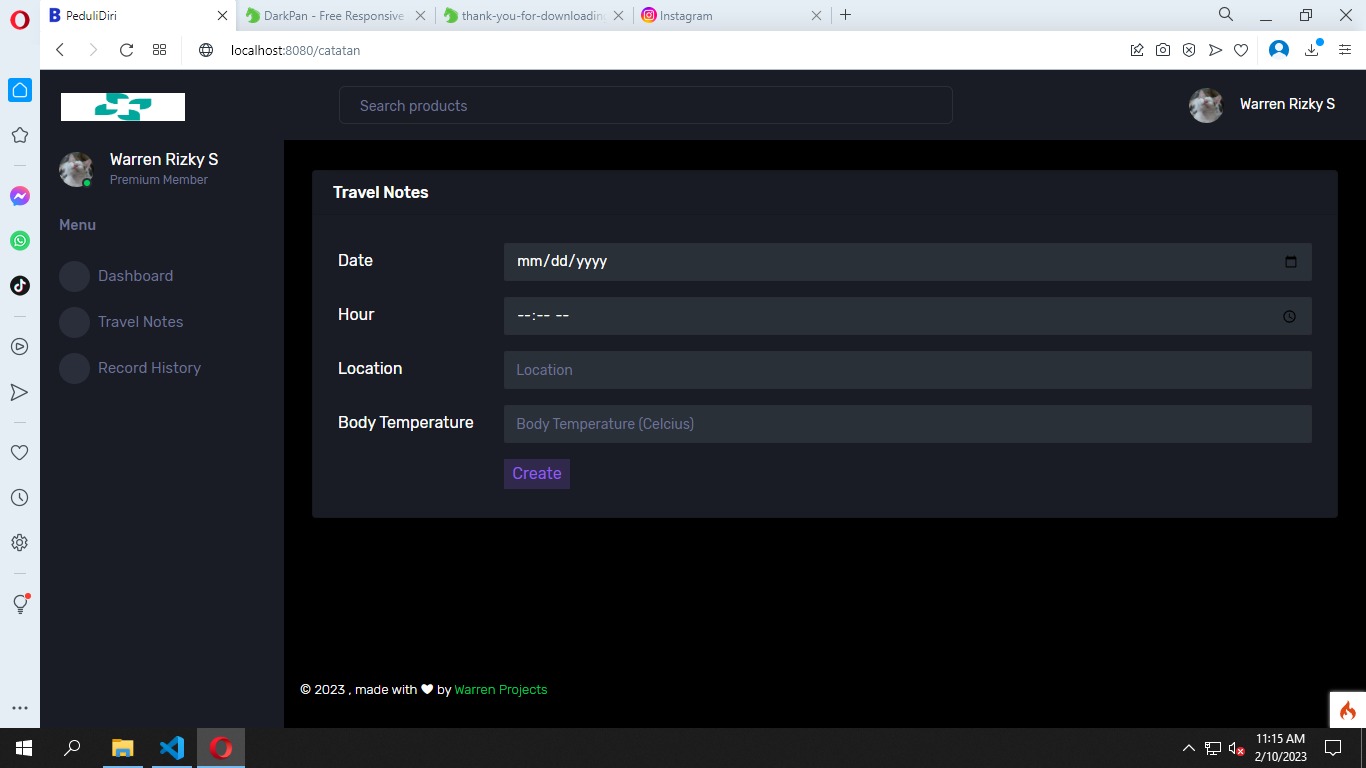 PeduliDiri
DarkPan - Free Responsive
thank-you-for-downloading
Instagram
localhost:8080/catatan
Search products
Warren Rizky S
Warren Rizky S
Premium Member
Menu
Dashboard
Travel Notes
Record History
Travel Notes
Date
mm/dd/yyyy
Hour
--:-- --
Location
Location
Body Temperature
Body Temperature (Celcius)
Create
© 2023 , made with by Warren Projects
11:15 AM
2/10/2023